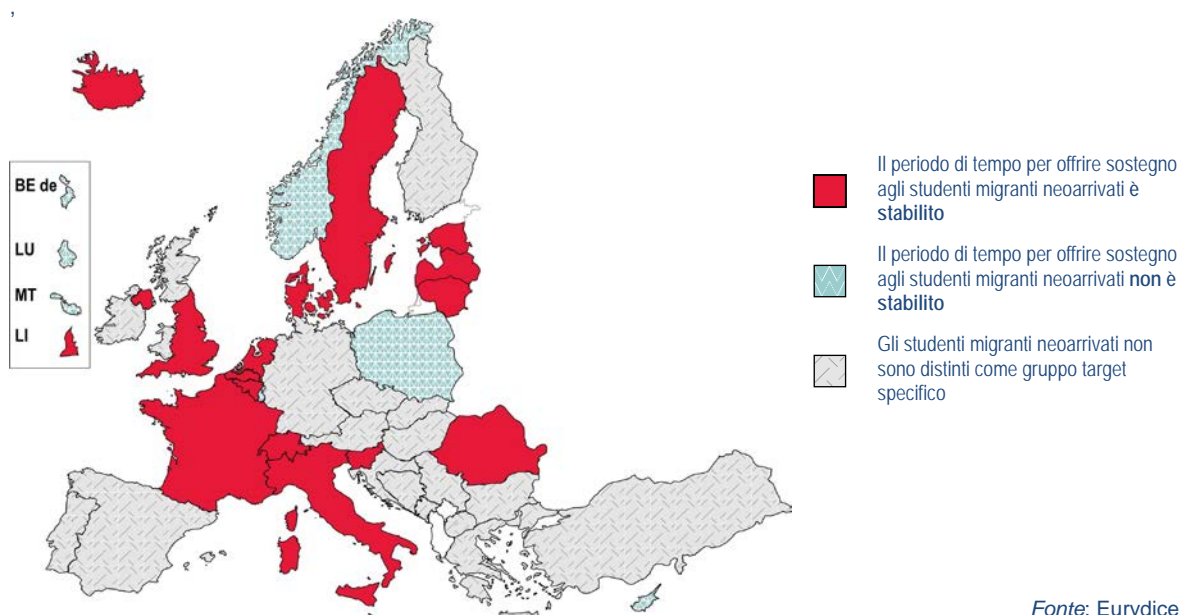 ,
BE de
LU
MT
LI
Il periodo di tempo per offrire sostegno
agli studenti migranti neoarrivati è
stabilito
Il periodo di tempo per offrire sostegno
agli studenti migranti neoarrivati non è
stabilito
Gli studenti migranti neoarrivati non
sono distinti come gruppo target
specifico
Fonte: Eurydice